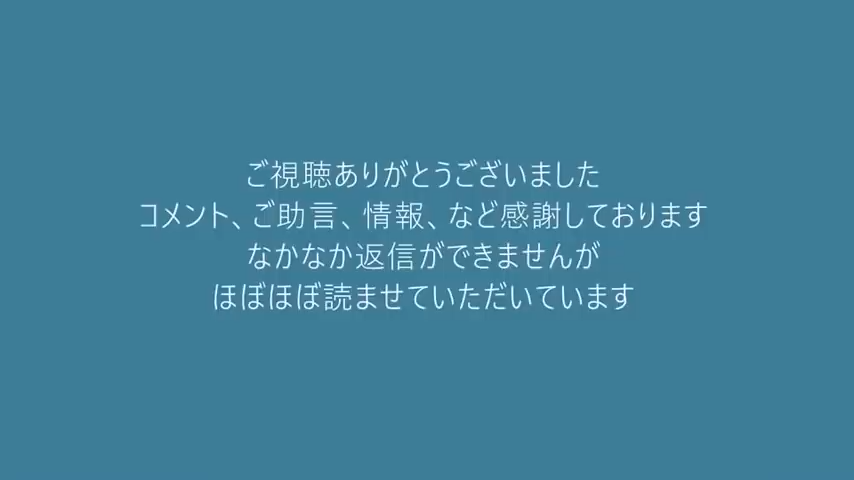 ご視聴ありがとうございました
コメント、ご助言、情報、など感謝しております
なかなか返信ができませんが
ほぼほぼ読ませていただいています